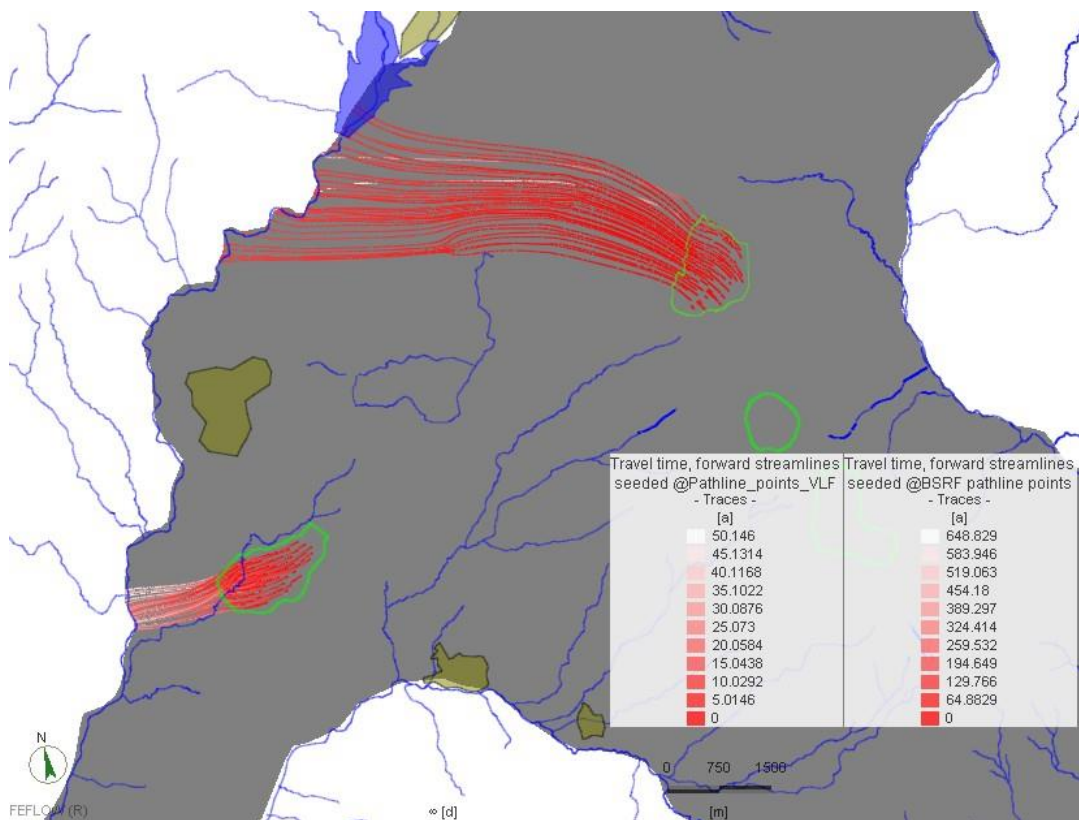 Travel time, forward streamlines
seeded @Pathline_points_VLF
- Traces -
[a]
50.146
45.1314
40.1168
35.1022
30.0876
25.073
20.0584
15.0438
10.0292
5.0146
0
Travel time, forward streamlines
seeded @BSRF pathline points
- Traces -
[a]
648.829
583.946
519.063
454.18
389.297
324.414
259.532
194.649
129.766
64.8829
0
N
0 750 1500
FEFLOW (R)
∞ [d]
[m]